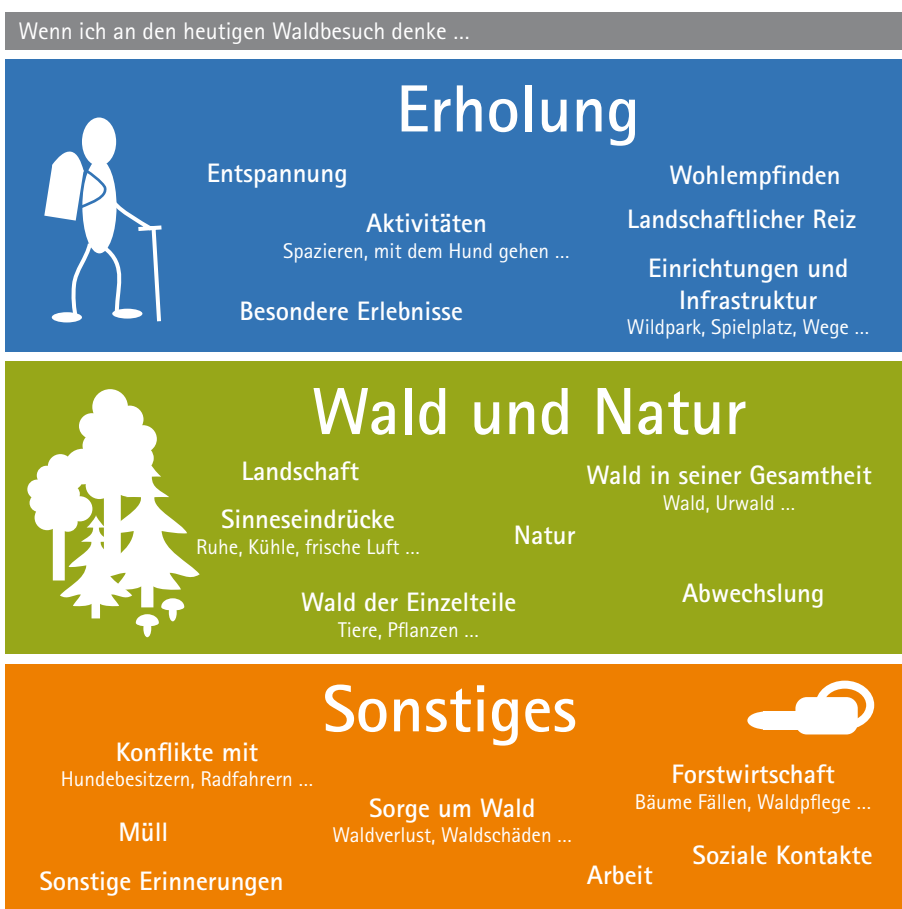 Wenn ich an den heutigen Waldbesuch denke ...
Erholung
Entspannung
Wohlempfinden
Aktivitäten
Spazieren, mit dem Hund gehen ...
Landschaftlicher Reiz
Einrichtungen und
Infrastruktur
Wildpark, Spielplatz, Wege ...
Besondere Erlebnisse
Wald und Natur
Landschaft
Wald in seiner Gesamtheit
Wald, Urwald ...
Sinneseindrücke
Ruhe, Kühle, frische Luft ...
Natur
Wald der Einzelteile
Tiere, Pflanzen ...
Abwechslung
Sonstiges
Konflikte mit
Hundebesitzern, Radfahrern ...
Forstwirtschaft
Bäume Fällen, Waldpflege ...
Sorge um Wald
Waldverlust, Waldschäden ...
Müll
Soziale Kontakte
Arbeit
Sonstige Erinnerungen